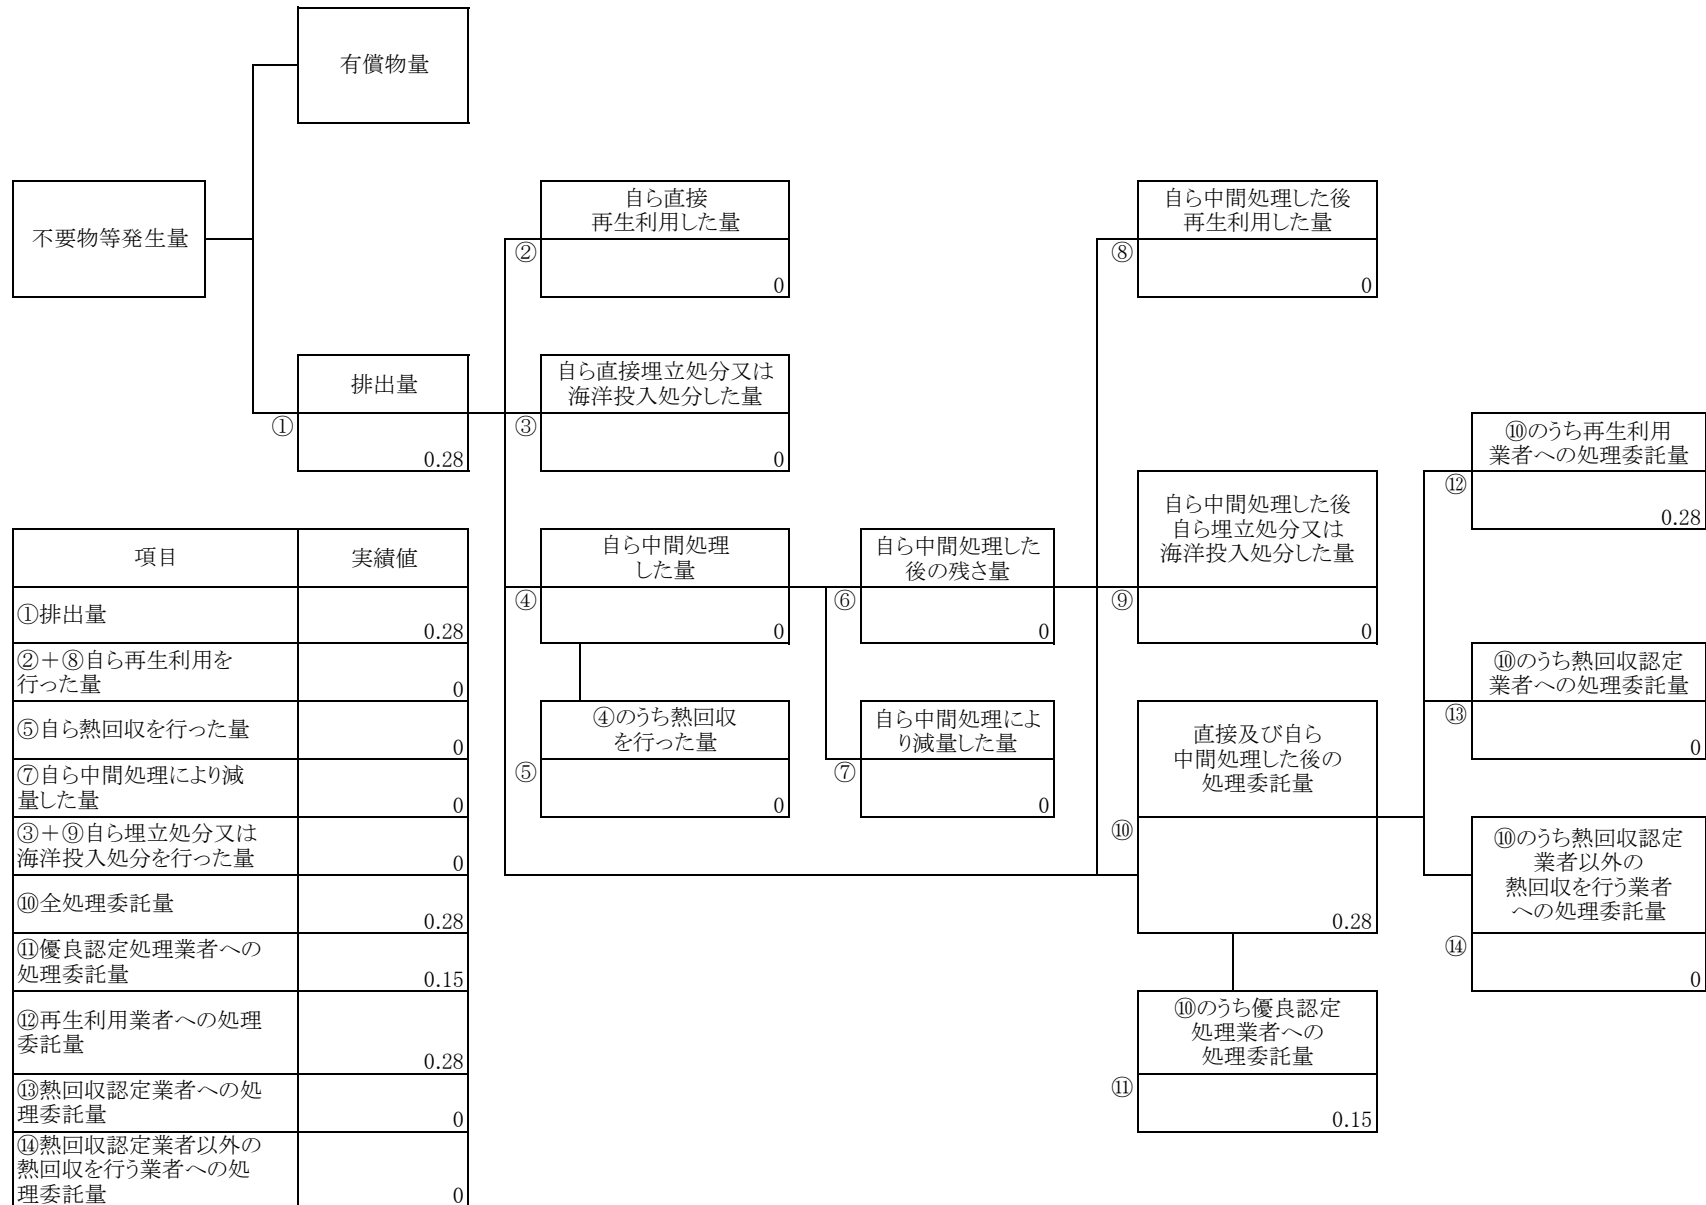 有償物量
不要物等発生量
自ら直接
再生利用した量
②
0
自ら中間処理した後
再生利用した量
⑧
0
排出量
①
0.28
自ら直接埋立処分又は
海洋投入処分した量
③
0
⑩のうち再生利用
業者への処理委託量
⑫
0.28
自ら中間処理した後
自ら埋立処分又は
海洋投入処分した量
⑨
0
自ら中間処理
した量
④
0
自ら中間処理した
後の残さ量
⑥
0
⑩のうち熱回収認定
業者への処理委託量
⑬
0
④のうち熱回収
を行った量
⑤
0
自ら中間処理によ
り減量した量
⑦
0
直接及び自ら
中間処理した後の
処理委託量
⑩
0.28
⑩のうち熱回収認定
業者以外の
熱回収を行う業者
への処理委託量
⑭
0
⑩のうち優良認定
処理業者への
処理委託量
⑪
0.15
項目 実績値
①排出量
0.28
②+⑧自ら再生利用を
行った量
0
⑤自ら熱回収を行った量
0
⑦自ら中間処理により減
量した量
0
③+⑨自ら埋立処分又は
海洋投入処分を行った量
0
⑩全処理委託量
0.28
⑪優良認定処理業者への
処理委託量
0.15
⑫再生利用業者への処理
委託量
0.28
⑬熱回収認定業者への処
理委託量
0
⑭熱回収認定業者以外の
熱回収を行う業者への処
理委託量
0